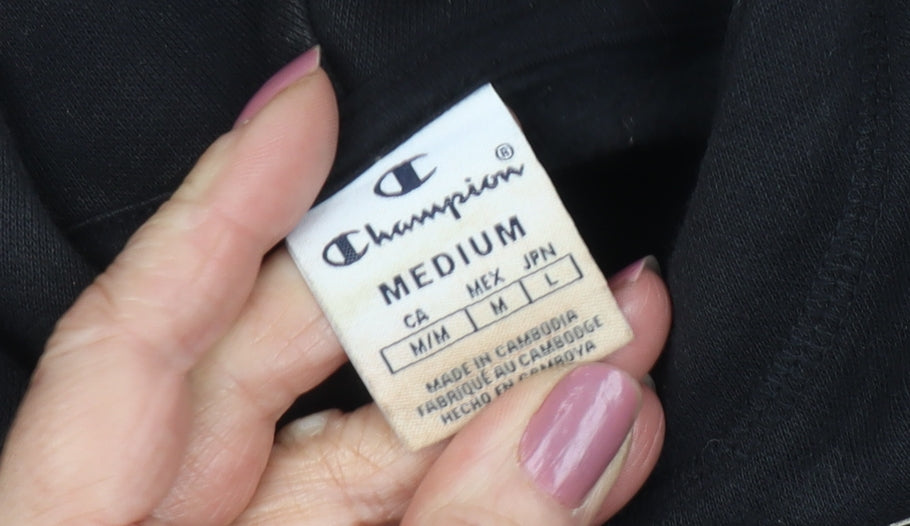 Champion®
MEDIUM
CA MEX JPN
M/M M L
MADE IN CAMBODIA
FABRIQUÉ AU CAMBODGE
HECHO EN CAMBOYA